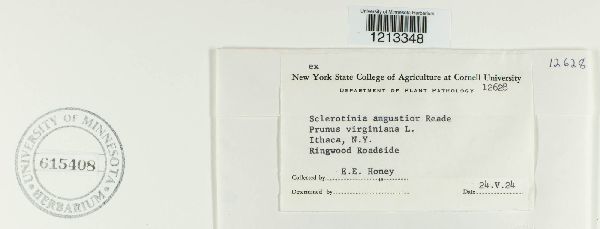 University of Minnesota Herbarium
1213348
12628
ex
New York State College of Agriculture at Cornell University
DEPARTMENT OF PLANT PATHOLOGY 12628
Sclerotinia angustior Reade
Prunus virginiana L.
Ithaca, N.Y.
Ringwood Roadside
E.E. Honey
Collected by
Determined by
Date 24.V.24
UNIVERSITY OF MINNESOTA
615408
HERBARIUM